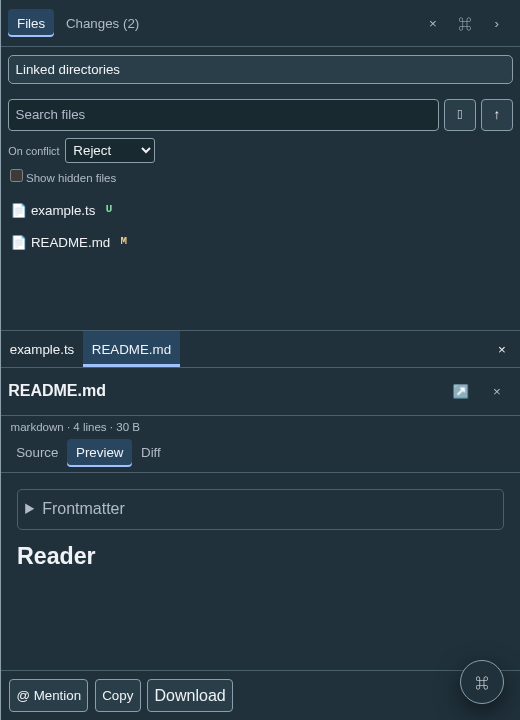 Files Changes (2) × ⌘ ›
Linked directories
Search files ↑
On conflict Reject
Show hidden files
example.ts U
README.md M
example.ts README.md ×
README.md ↗ ×
markdown · 4 lines · 30 B
Source Preview Diff
▶ Frontmatter
Reader
@ Mention Copy Download ⌘